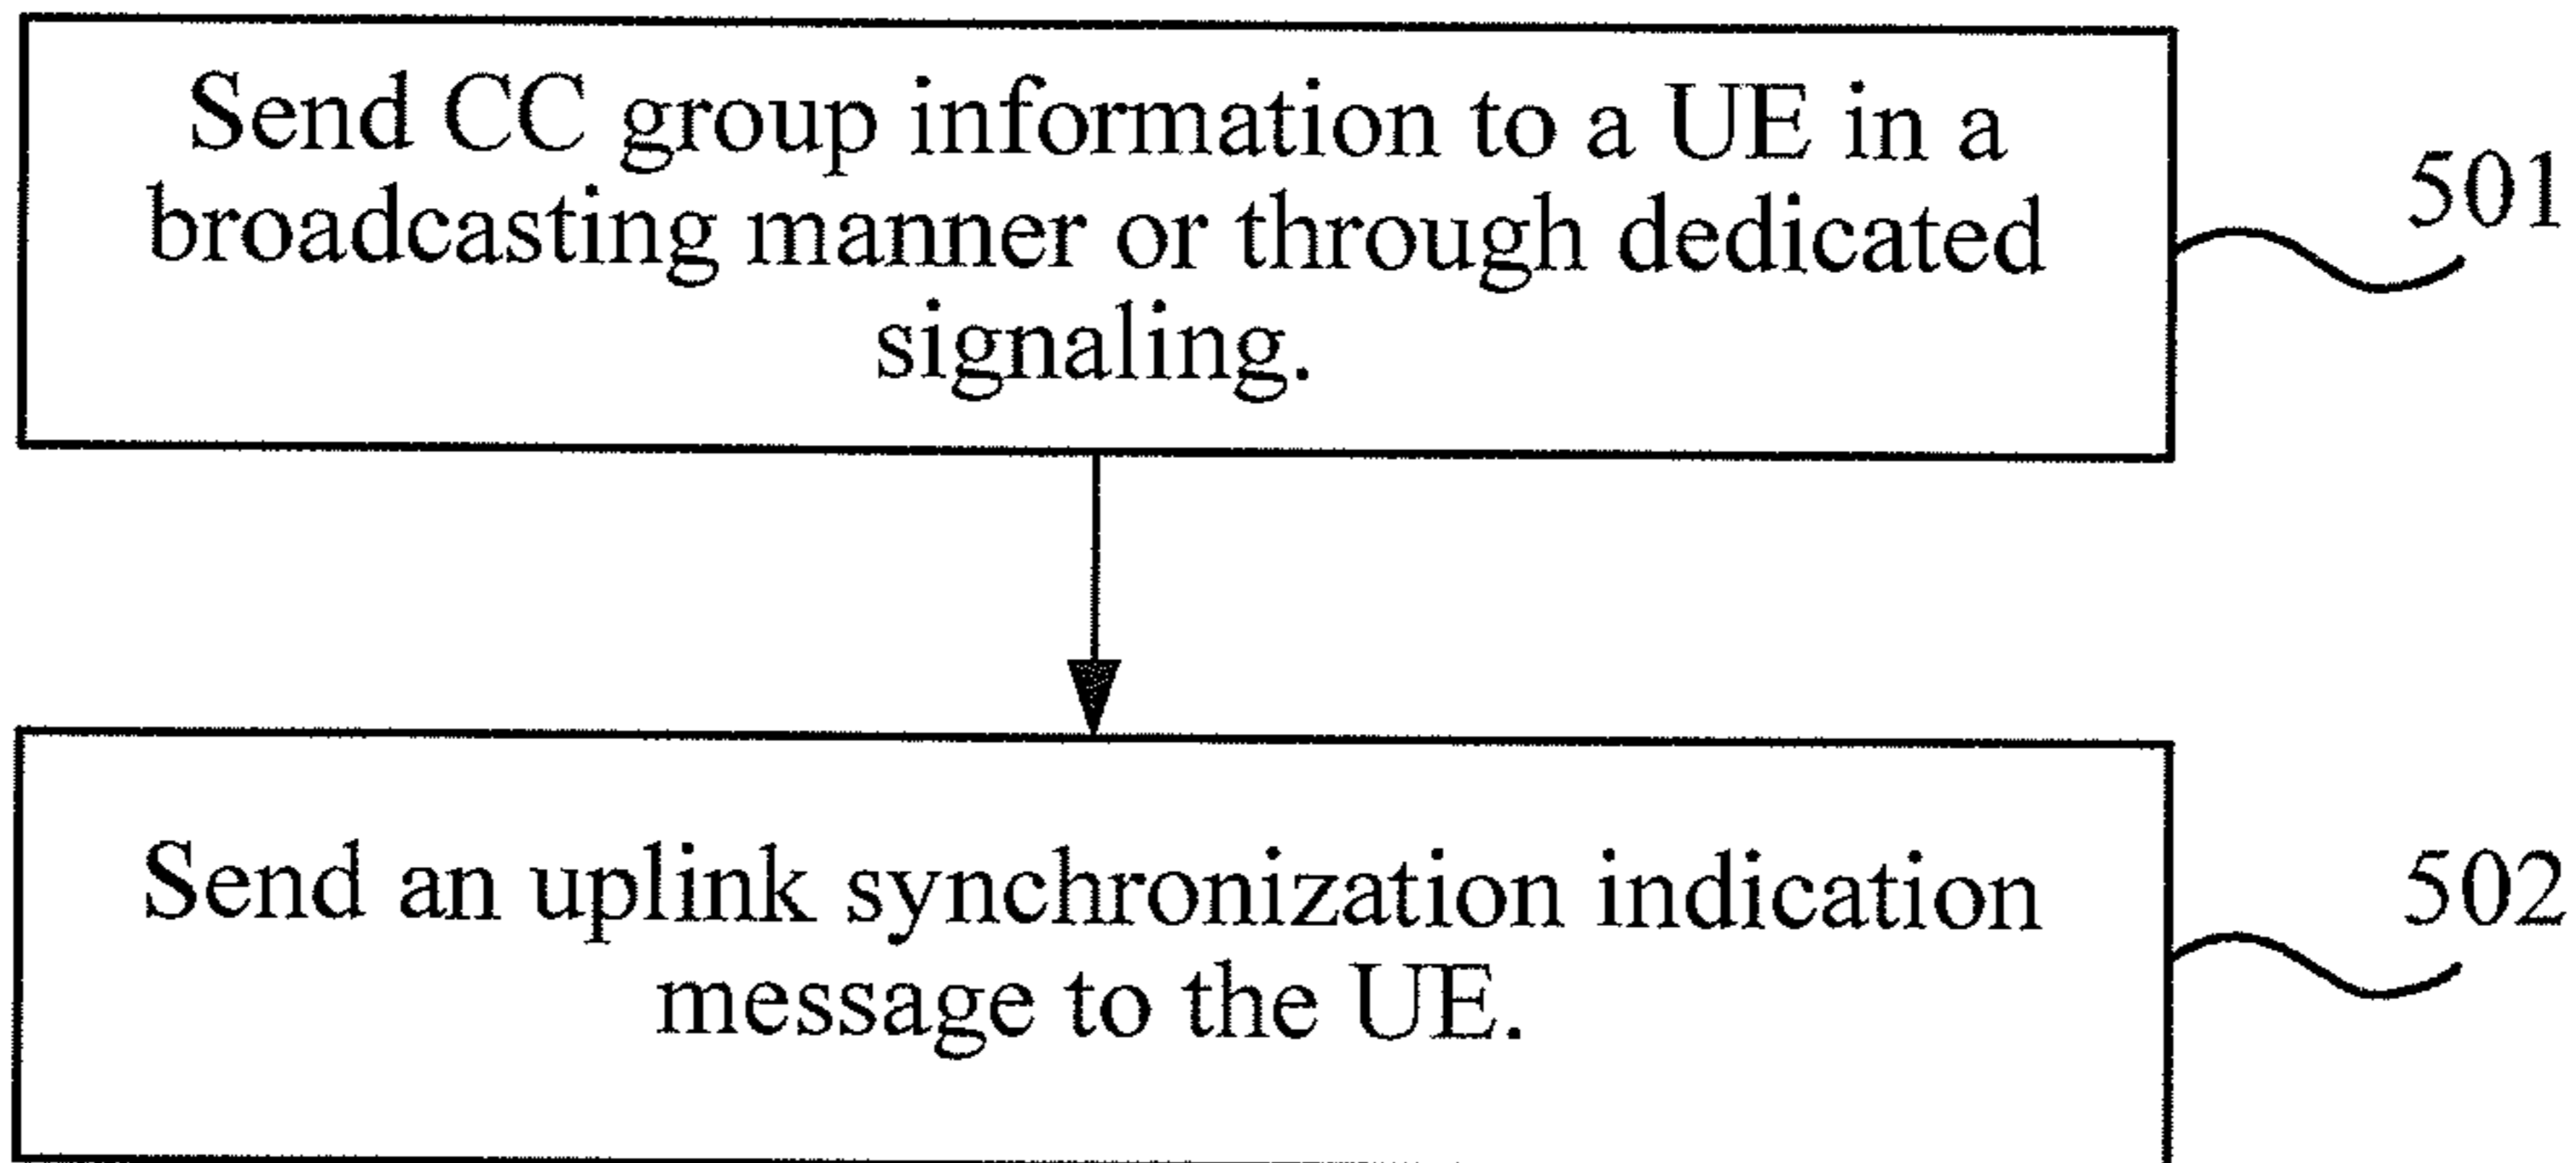 Send CC group information to a UE in a
broadcasting manner or through dedicated
signaling.
501
Send an uplink synchronization indication
message to the UE.
502